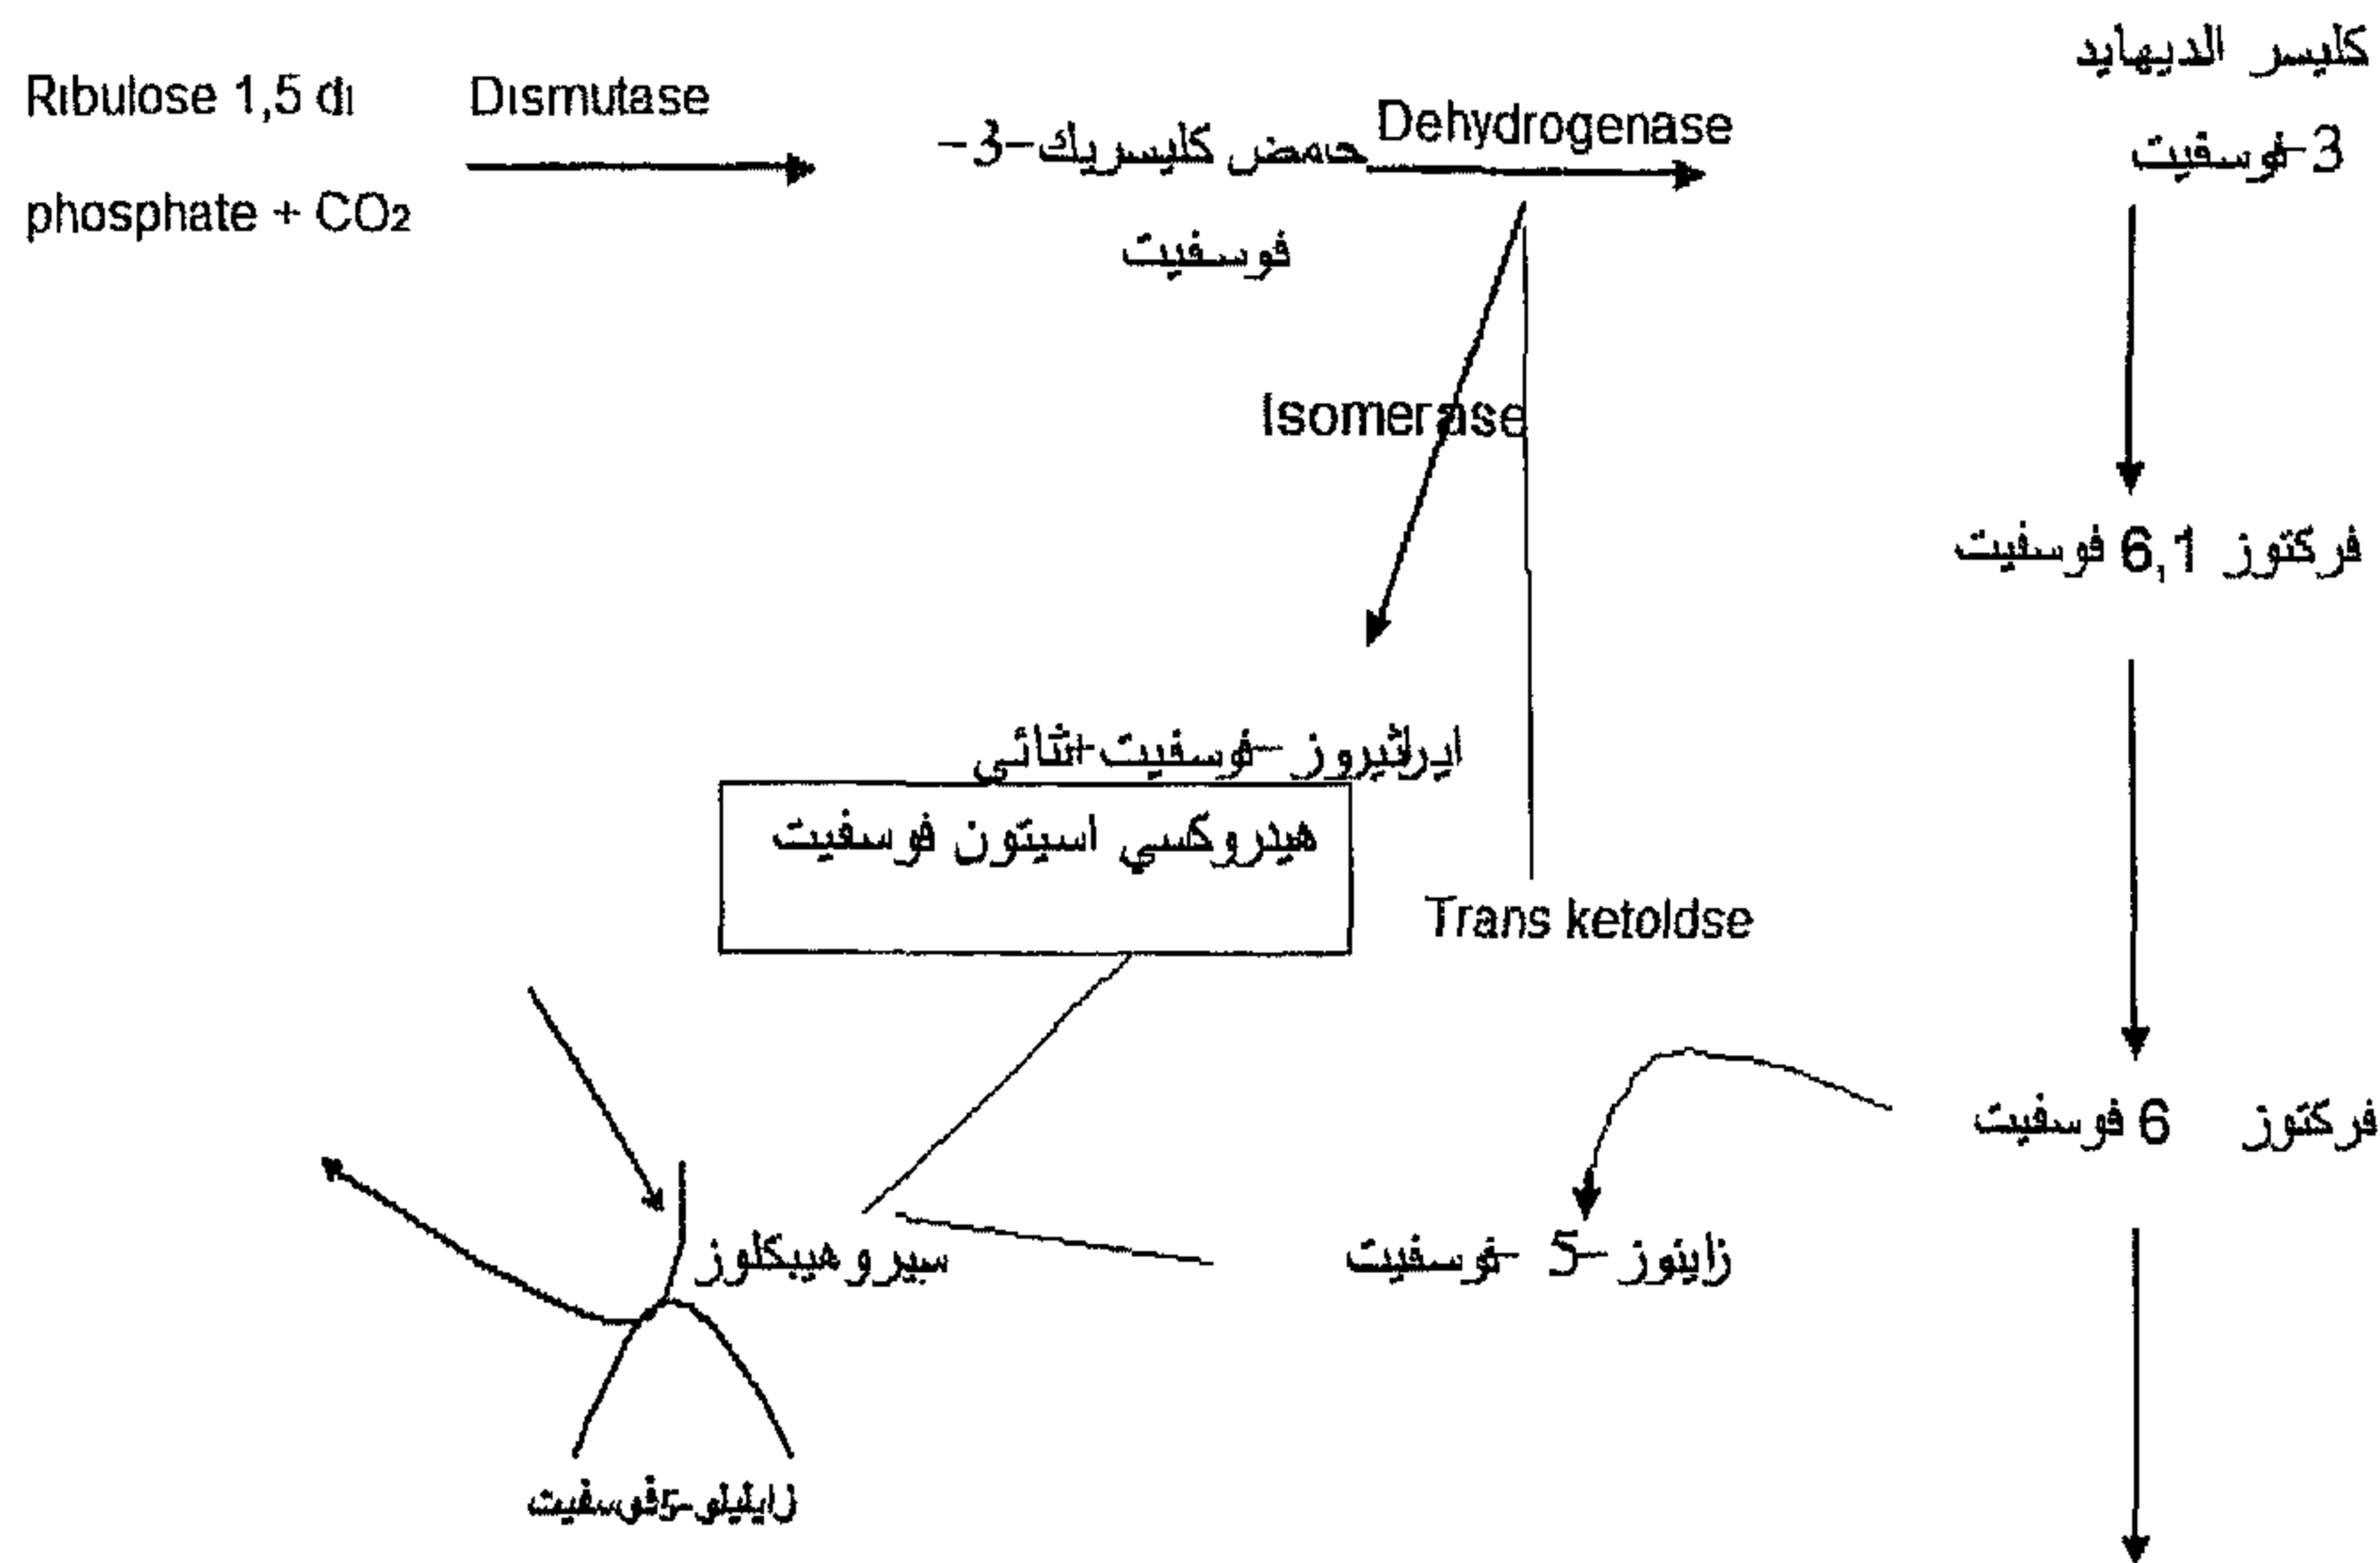 Ribulose 1,5 di
phosphate + CO2
Dismutase
حمض كليسريك-3-
فوسفيت
Dehydrogenase
كليسر الديهايد
3-فوسفيت
Isomerase
فركتوز 6,1 فوسفيت
ايرثيروز-فوسفيت+ثنائي
هيدروكسي اسيتون فوسفيت
Trans ketoldse
فركتوز 6 فوسفيت
سيروهيبكلوز
زاينوز-5-فوسفيت
زايليلو-5فوسفيت